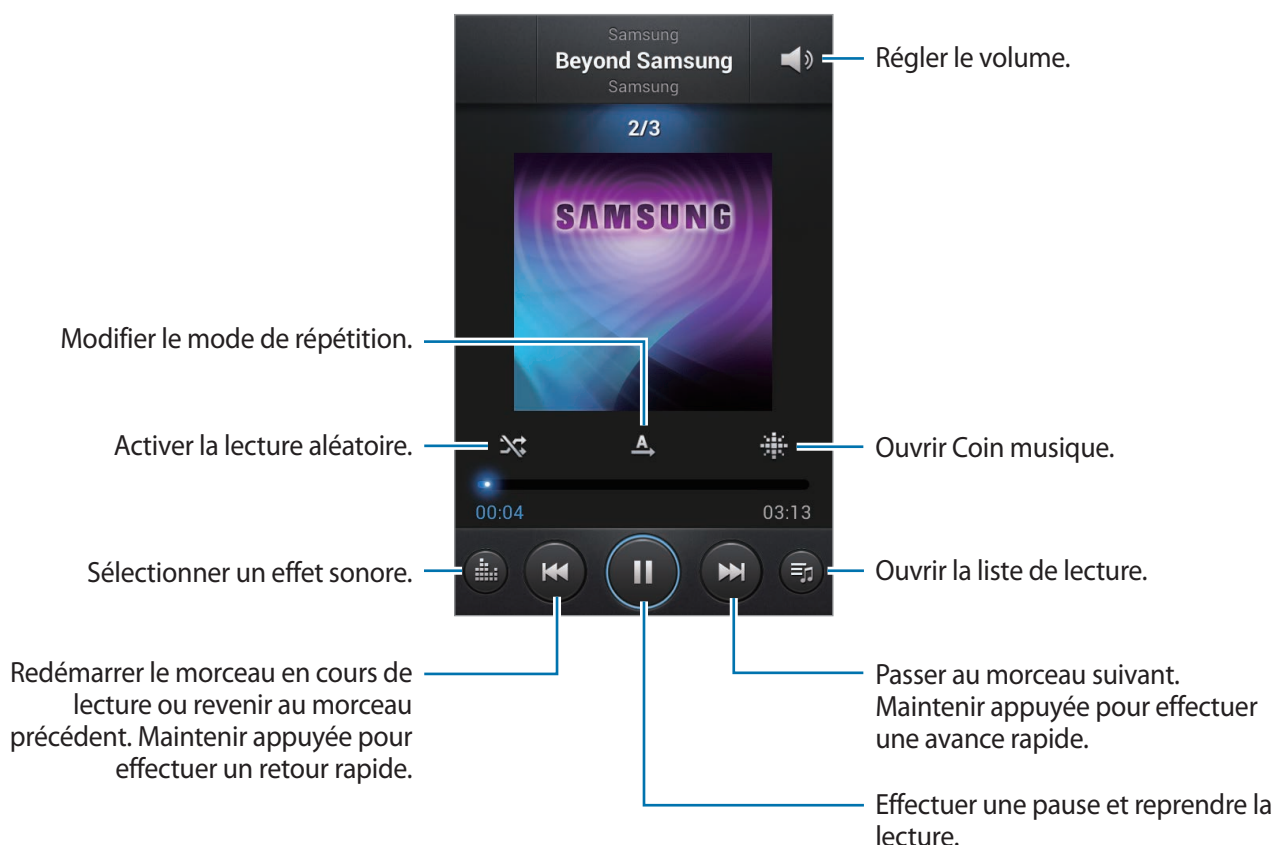 Samsung
Beyond Samsung
Samsung
Régler le volume.
2/3
SAMSUNG
Modifier le mode de répétition.
Activer la lecture aléatoire.
A
Ouvrir Coin musique.
00:04
03:13
Sélectionner un effet sonore.
Ouvrir la liste de lecture.
Redémarrer le morceau en cours de
lecture ou revenir au morceau
précédent. Maintenir appuyée pour
effectuer un retour rapide.
Passer au morceau suivant.
Maintenir appuyée pour effectuer
une avance rapide.
Effectuer une pause et reprendre la
lecture.